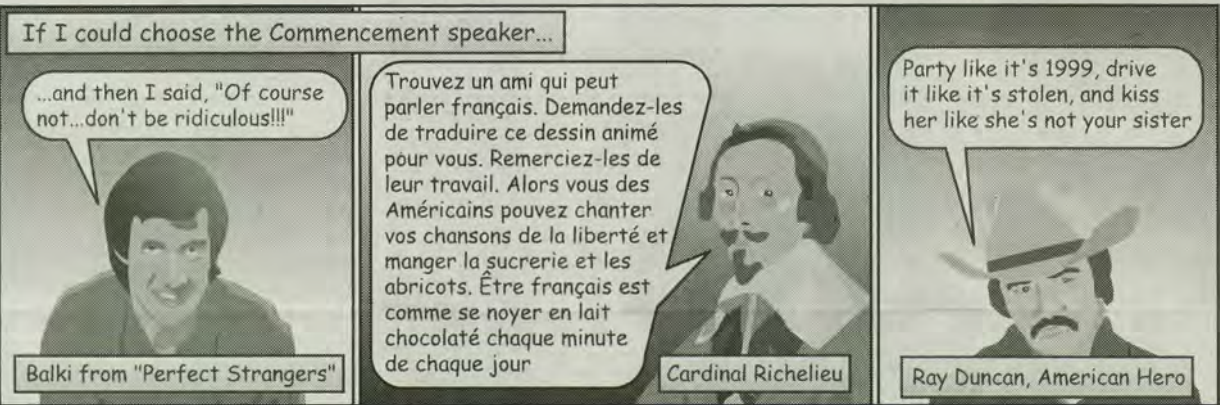 If I could choose the Commencement speaker...
...and then I said, "Of course
not...don't be ridiculous!!!"
Balki from "Perfect Strangers"
Trouvez un ami qui peut
parler français. Demandez-les
de traduire ce dessin animé
pour vous. Remerciez-les de
leur travail. Alors vous des
Américains pouvez chanter
vos chansons de la liberté et
manger la sucrerie et les
abricots. Être français est
comme se noyer en lait
chocolaté chaque minute
de chaque jour
Cardinal Richelieu
Party like it's 1999, drive
it like it's stolen, and kiss
her like she's not your sister
Ray Duncan, American Hero